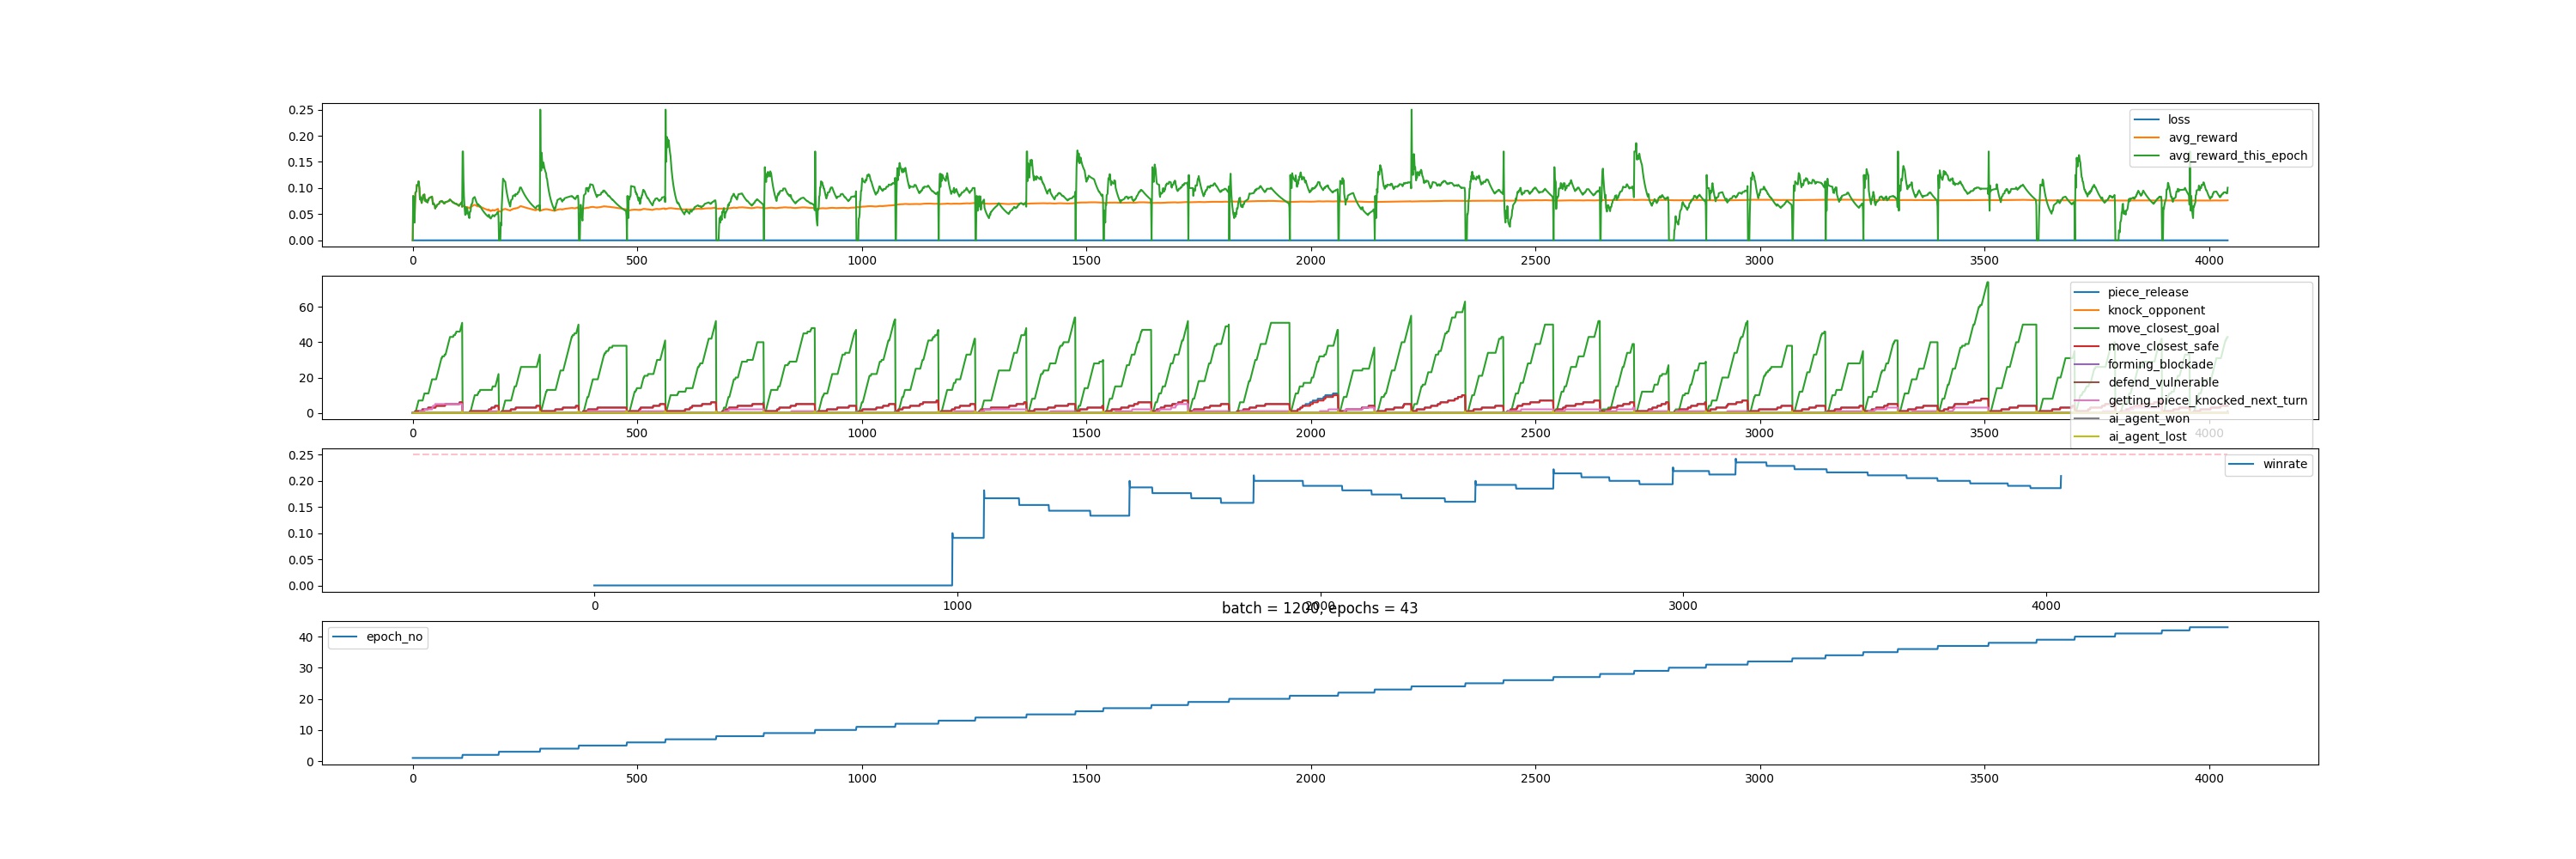 0.25
0.20
0.15
0.10
0.05
0.00
loss
avg_reward
avg_reward_this_epoch
0 500 1000 1500 2000 2500 3000 3500 4000
60
40
20
0
piece_release
knock_opponent
move_closest_goal
move_closest_safe
forming_blockade
defend_vulnerable
getting_piece_knocked_next_turn
ai_agent_won
ai_agent_lost
0 500 1000 1500 2000 2500 3000 3500 4000
0.25
0.20
0.15
0.10
0.05
0.00
winrate
0 1000 2000 3000 4000
batch = 1200, epochs = 43
40
30
20
10
0
epoch_no
0 500 1000 1500 2000 2500 3000 3500 4000